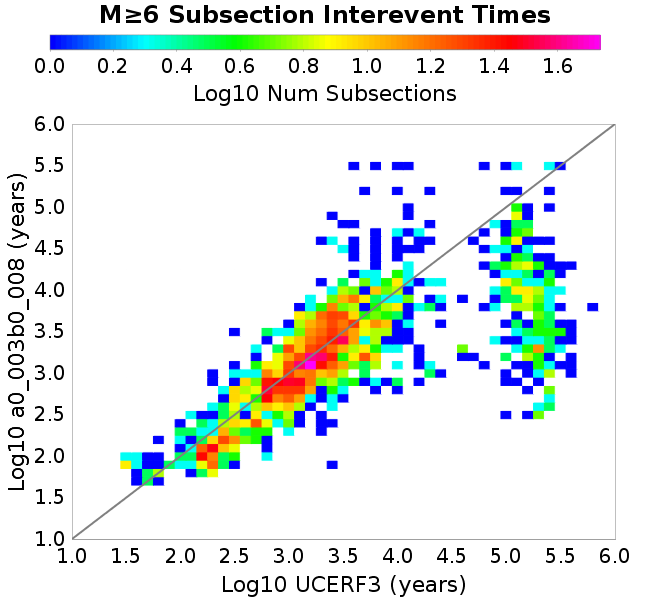 M≥6 Subsection Interevent Times
0.0 0.2 0.4 0.6 0.8 1.0 1.2 1.4 1.6
Log10 Num Subsections
6.0
5.5
5.0
4.5
4.0
3.5
3.0
2.5
2.0
1.5
1.0
Log10 a0_003b0_008 (years)
1.0 1.5 2.0 2.5 3.0 3.5 4.0 4.5 5.0 5.5 6.0
Log10 UCERF3 (years)